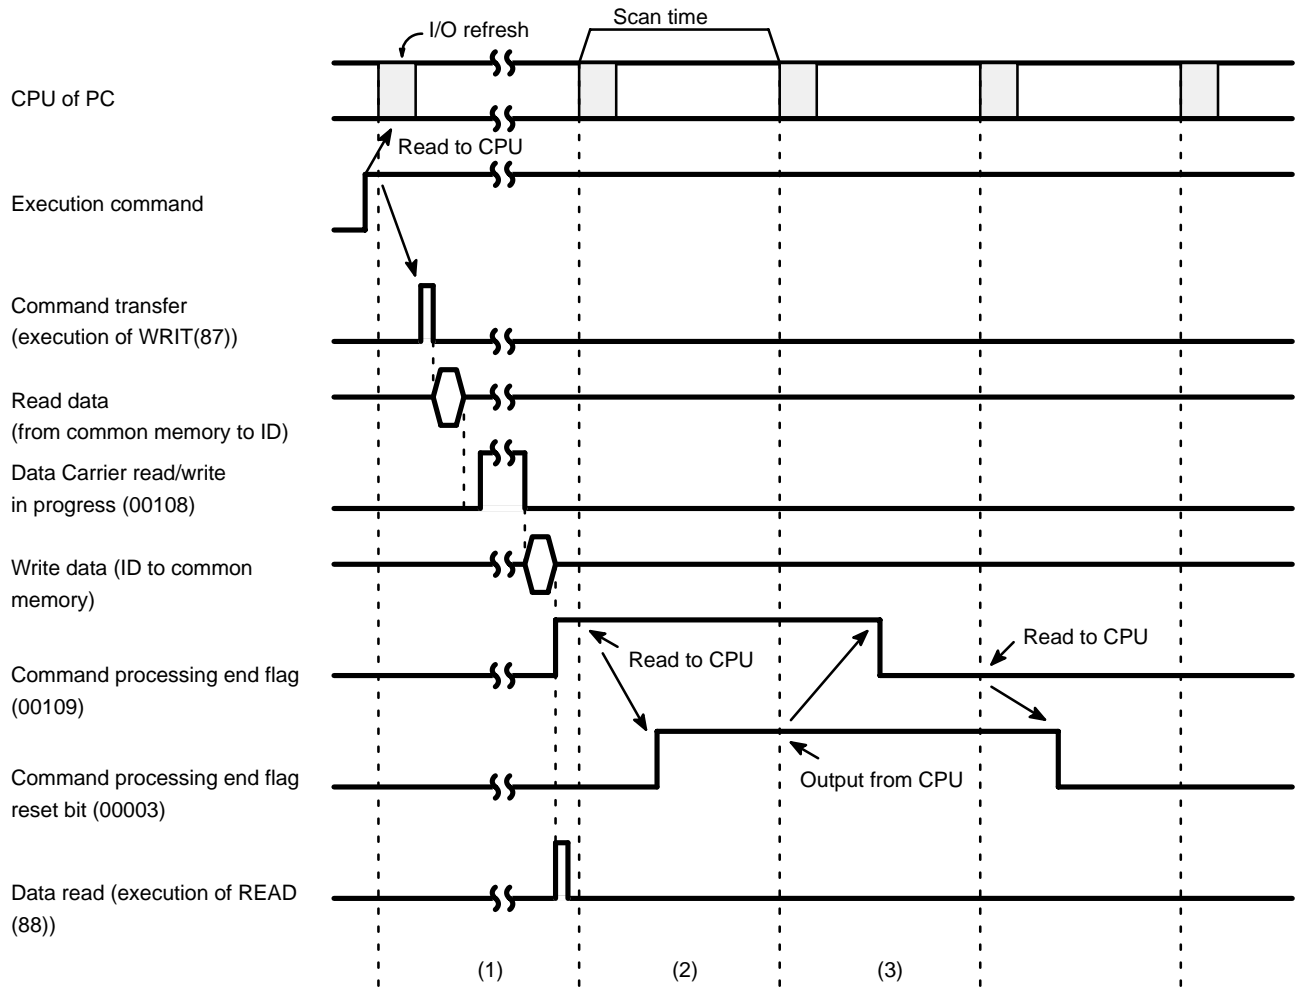 Scan time
I/O refresh
CPU of PC
Read to CPU
Execution command
Command transfer
(execution of WRIT(87))
Read data
(from common memory to ID)
Data Carrier read/write
in progress (00108)
Write data (ID to common
memory)
Read to CPU
Read to CPU
Command processing end flag
(00109)
Output from CPU
Command processing end flag
reset bit (00003)
Data read (execution of READ
(88))
(1)
(2)
(3)